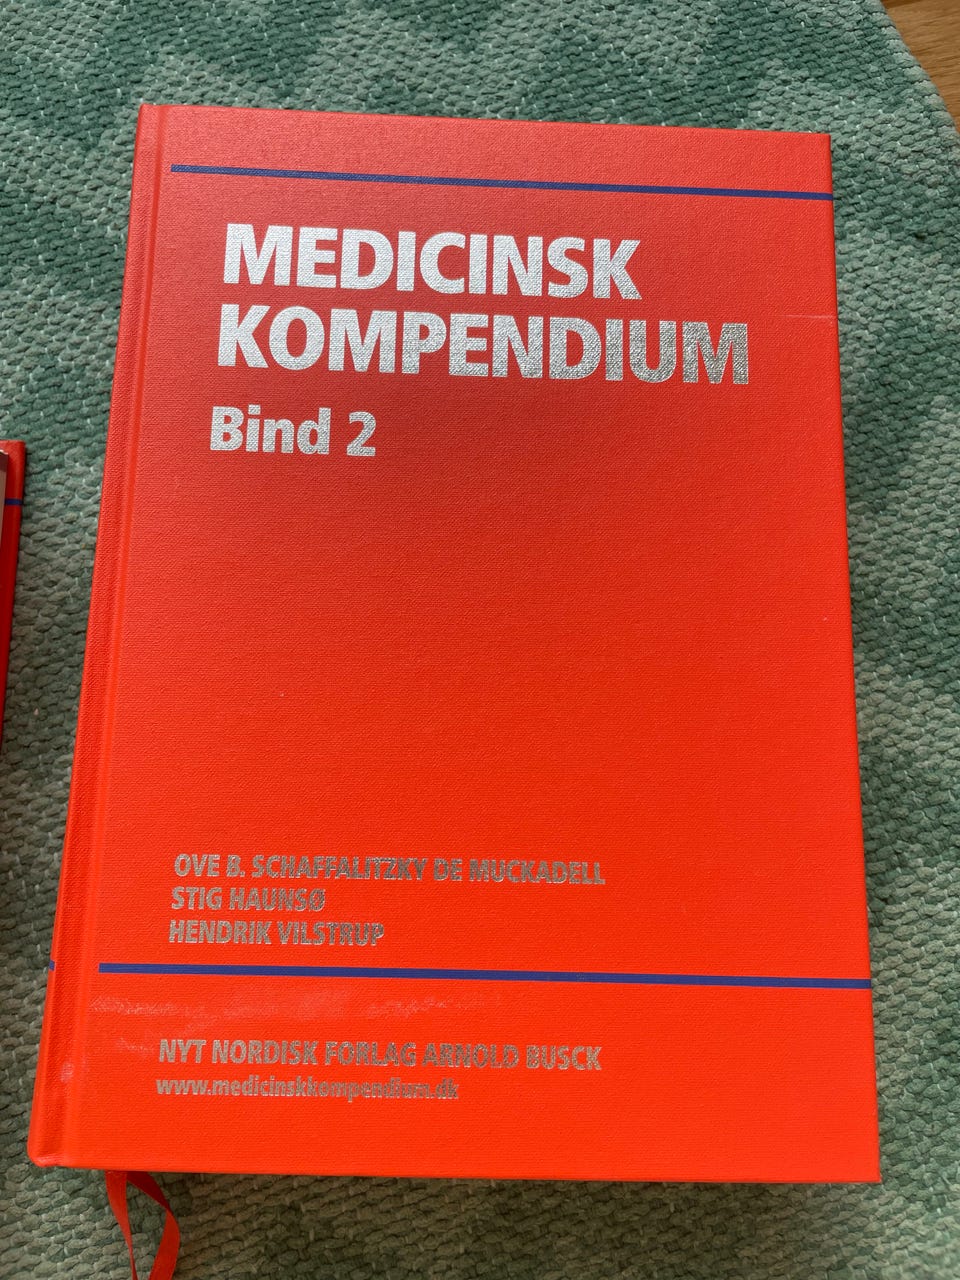 MEDICINSK
KOMPENDIUM
Bind 2
OVE B. SCHAFFALITZKY DE MUCKADELL
STIG HAUNSØ
HENDRIK VILSTRUP
NYT NORDISK FORLAG ARNOLD BUSCK
www.medicinskkompendium.dk